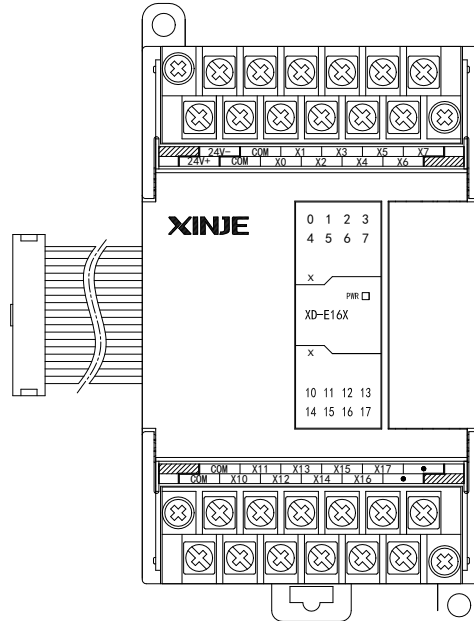 24V- COM X1 X3 X5 X7
24V+ COM X0 X2 X4 X6
XINJE
0 1 2 3
4 5 6 7
X
PWR
XD-E16X
X
10 11 12 13
14 15 16 17
COM X11 X13 X15 X17 •
COM X10 X12 X14 X16 •